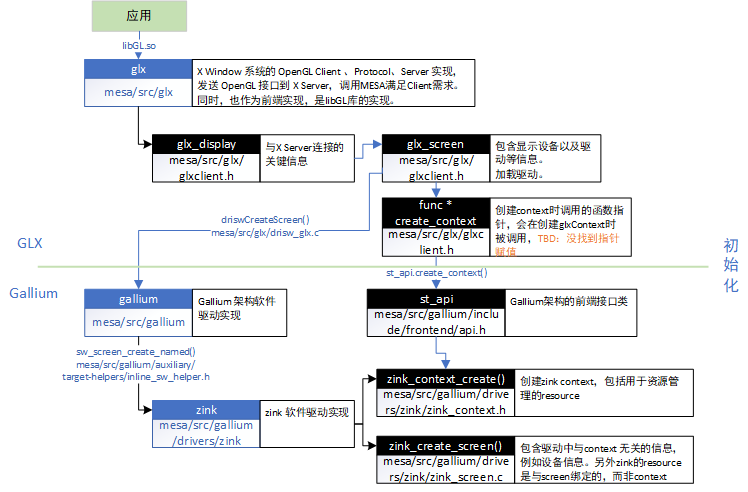 应用
libGL.so
glx
mesa/src/glx
X Window 系统的 OpenGL Client 、Protocol、Server 实现，
发送 OpenGL 接口到 X Server，调用MESA满足Client需求。
同时，也作为前端实现，是libGL库的实现。
glx_display
mesa/src/glx/
glxclient.h
与X Server连接的
关键信息
glx_screen
mesa/src/glx/
glxclient.h
包含显示设备以及驱
动等信息。
加载驱动。
func *
create_context
mesa/src/glx/glxc
lient.h
创建context时调用的函数指
针，会在创建glxContext时
被调用，TBD：没找到指针
赋值
driswCreateScreen()
mesa/src/glx/drisw_glx.c
GLX
初始化
st_api.create_context()
Gallium
gallium
mesa/src/gallium
Gallium 架构软件
驱动实现
st_api
mesa/src/gallium/inclu
de/frontend/api.h
Gallium架构的前端接口类
sw_screen_create_named()
mesa/src/gallium/auxiliary/
target-helpers/inline_sw_helper.h
zink
mesa/src/gallium
/drivers/zink
zink 软件驱动实现
zink_context_create()
mesa/src/gallium/drive
rs/zink/zink_context.h
创建zink context，包括用于资源管
理的resource
zink_create_screen()
mesa/src/gallium/drive
rs/zink/zink_screen.c
包含驱动中与context 无关的信息，
例如设备信息。另外zink的resource
是与screen绑定的，而非context